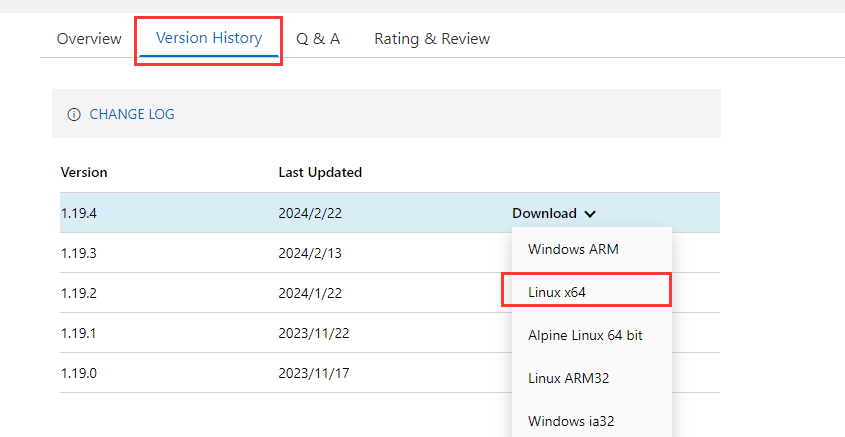 Overview Version History Q & A Rating & Review
CHANGE LOG
Version Last Updated
1.19.4 2024/2/22 Download
Windows ARM
1.19.3 2024/2/13
Linux x64
1.19.2 2024/1/22
1.19.1 2023/11/22 Alpine Linux 64 bit
1.19.0 2023/11/17 Linux ARM32
Windows ia32